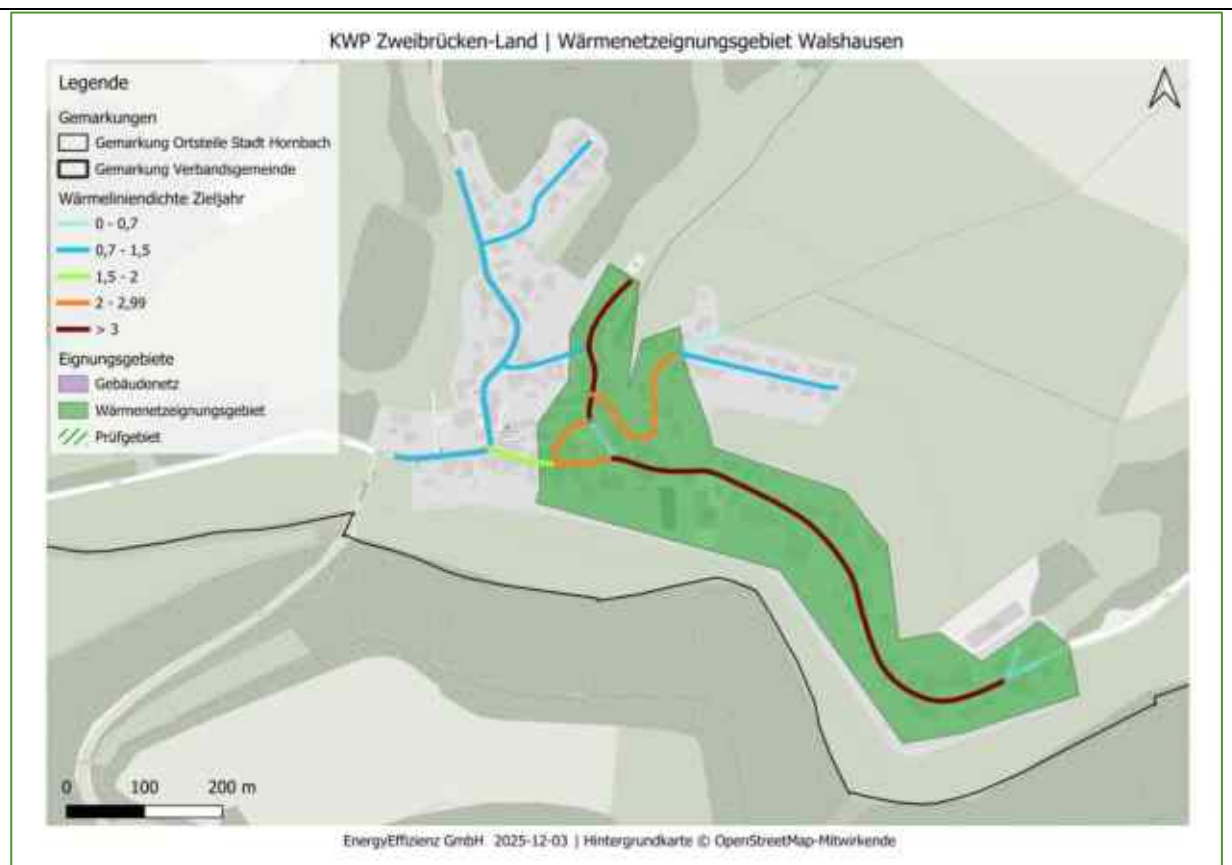 KWP Zweibrücken-Land | Wärmenetzeignungsgebiet Walshausen
Legende
Gemarkungen
Gemarkung Ortsteile Stadt Hornbach
Gemarkung Verbandsgemeinde
Wärmeliniendichte Zieljahr
0 - 0,7
0,7 - 1,5
1,5 - 2
2 - 2,99
> 3
Eignungsgebiete
Gebäudenetz
Wärmenetzeignungsgebiet
Prüfgebiet
0 100 200 m
EnergyEffizienz GmbH 2025-12-03 | Hintergrundkarte © OpenStreetMap-Mitwirkende